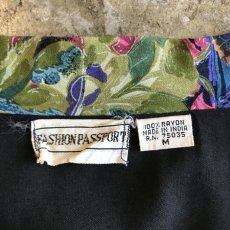 FASHION PASSPORT
100% RAYON
MADE IN INDIA
R.N. 75035
M